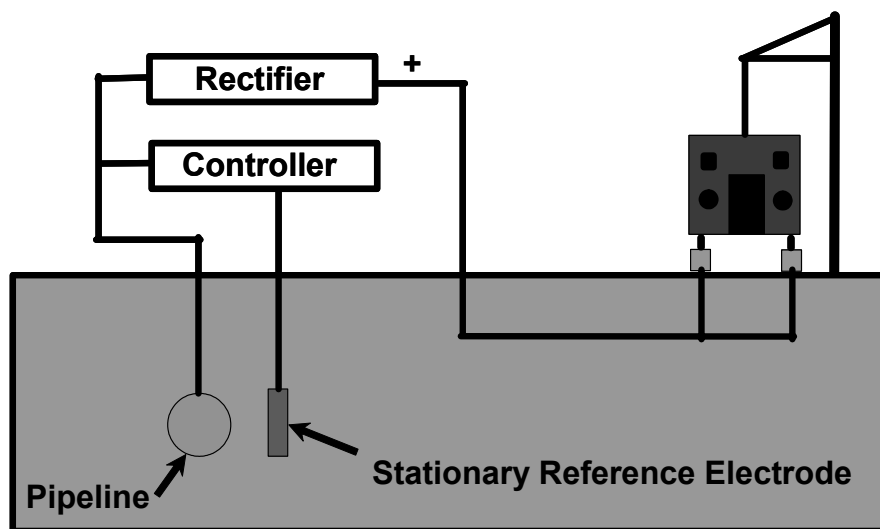 +
Rectifier
Controller
Pipeline
Stationary Reference Electrode